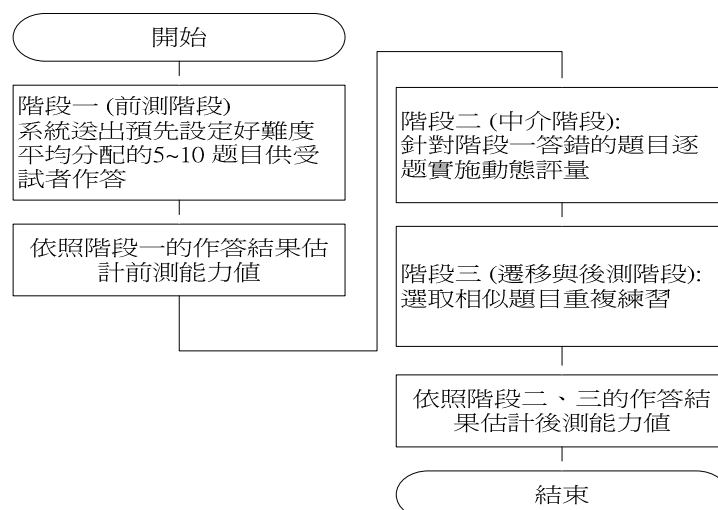 開始
階段一 (前測階段)
系統送出預先設定好難度
平均分配的5~10 題目供受
試者作答
依照階段一的作答結果估
計前測能力值
階段二 (中介階段):
針對階段一答錯的題目逐
題實施動態評量
階段三 (遷移與後測階段):
選取相似題目重複練習
依照階段二、三的作答結
果估計後測能力值
結束